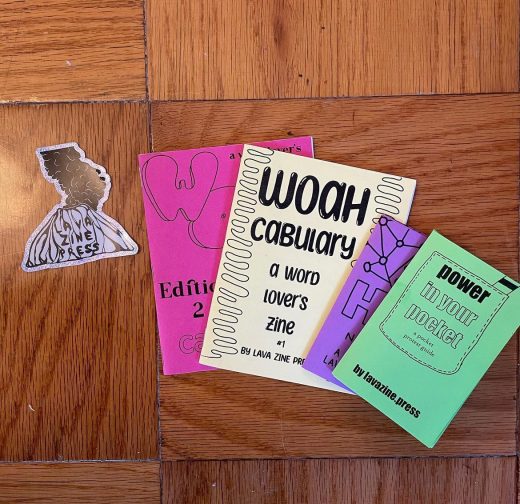 LAVA
ZINE
PRESS
a word lover's
W
Edition
2
WOAH
CABULARY
a word
lover's
zine
#1
BY LAVA ZINE PRESS
H
power
in your
pocket
a pocket
protest guide
by lavazine.press